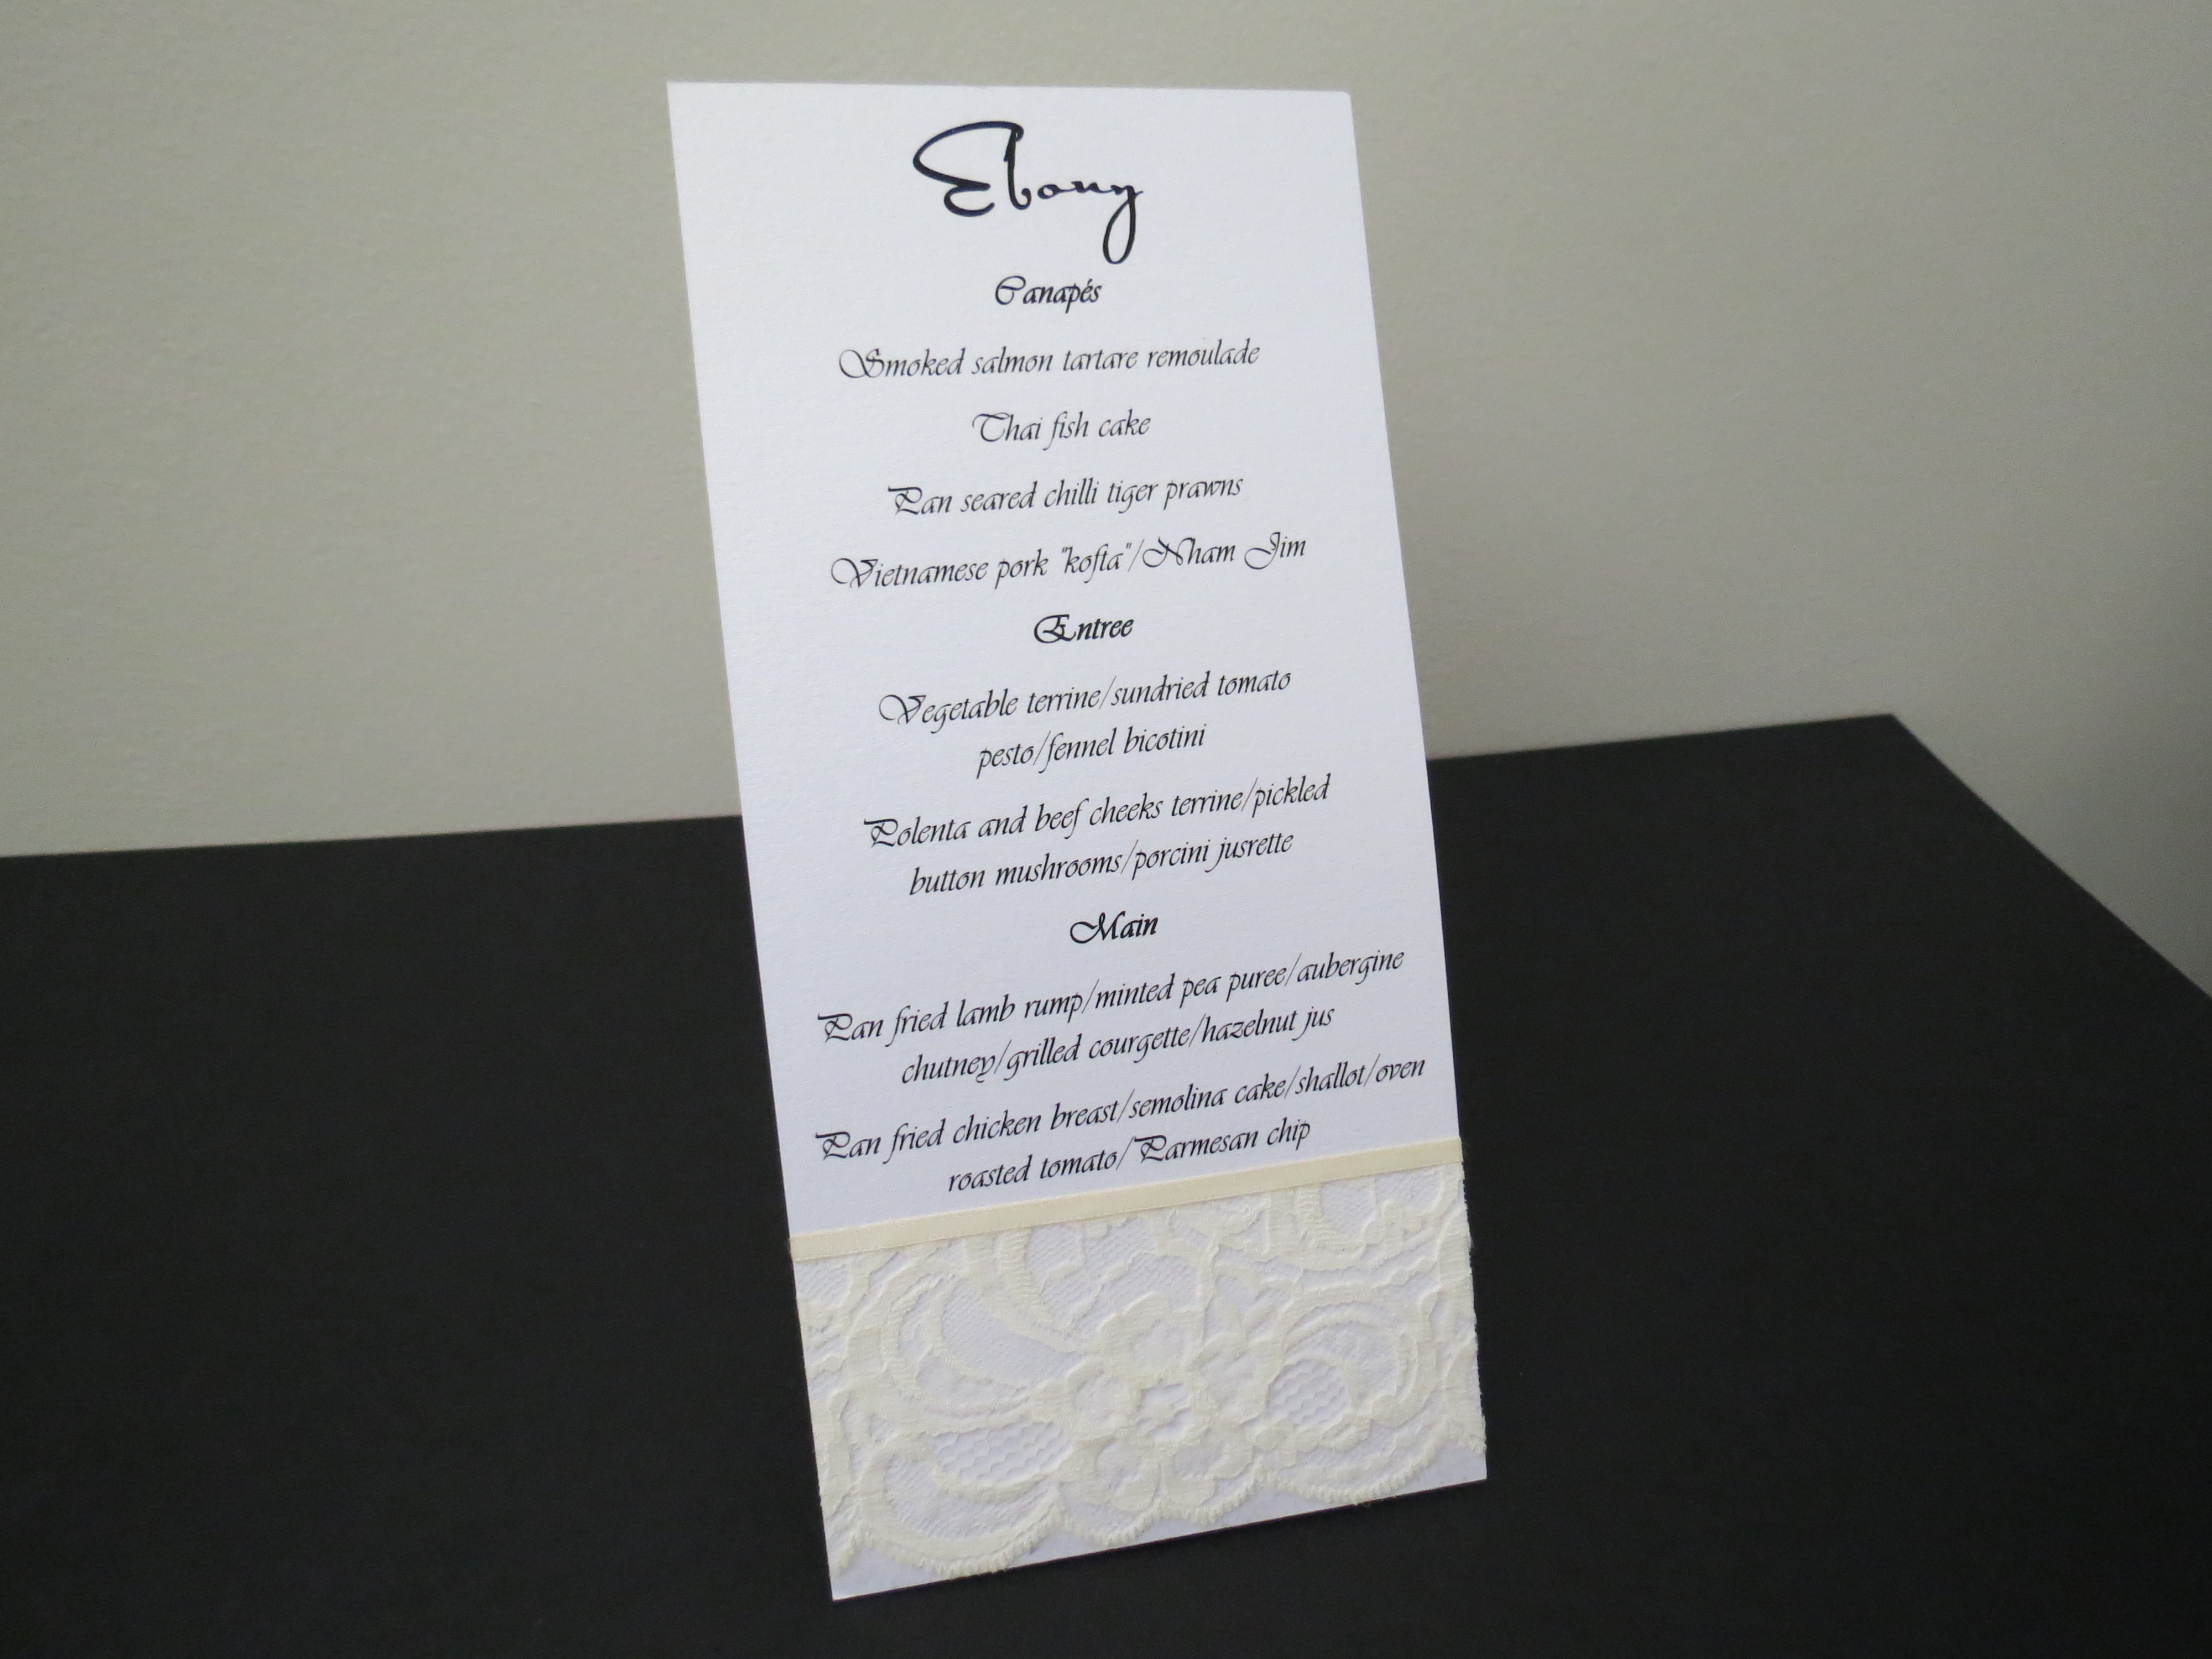 Ebony
Canapés
Smoked salmon tartare remoulade
Thai fish cake
Pan seared chilli tiger prawns
Vietnamese pork "kofta"/Nham Jim
Entree
Vegetable terrine/sundried tomato
pesto/fennel bicotini
Polenta and beef cheeks terrine/pickled
button mushrooms/porcini jusrette
Main
Pan fried lamb rump/minted pea puree/aubergine
chutney/grilled courgette/hazelnut jus
Pan fried chicken breast/semolina cake/shallot/oven
roasted tomato/Parmesan chip